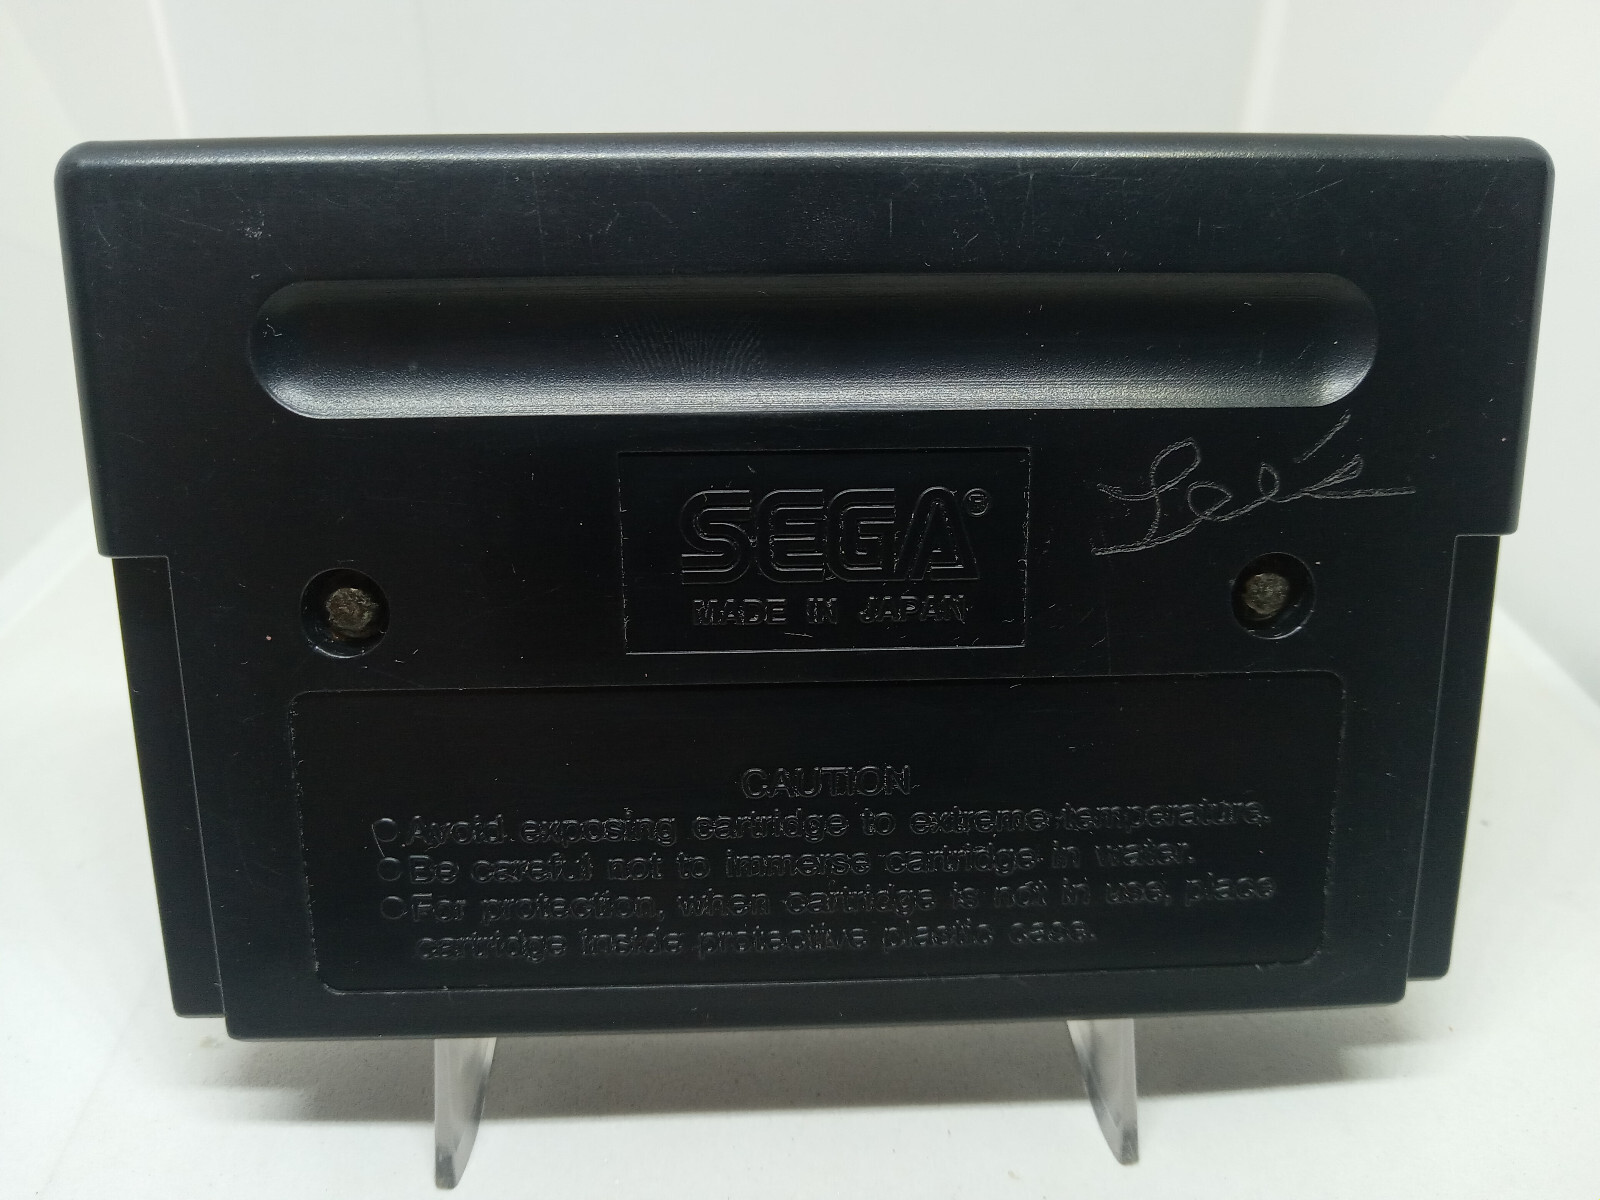 SEGA®
MADE IN JAPAN
CAUTION
○Avoid exposing cartridge to extreme temperature.
○Be careful not to immerse cartridge in water.
○For protection, when cartridge is not in use, place
cartridge inside protective plastic case.